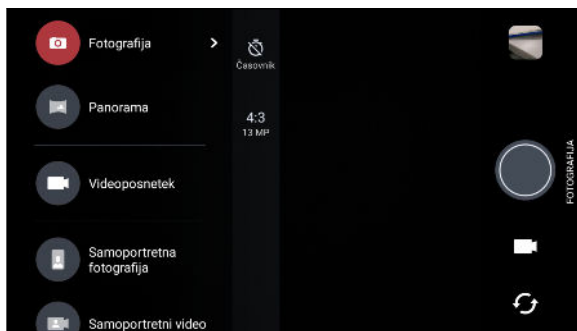 Fotografija
Panorama
Videoposnetek
Samoportretna
fotografija
Samoportretni video
Časovnik
4:3
13 MP
FOTOGRAFIJA